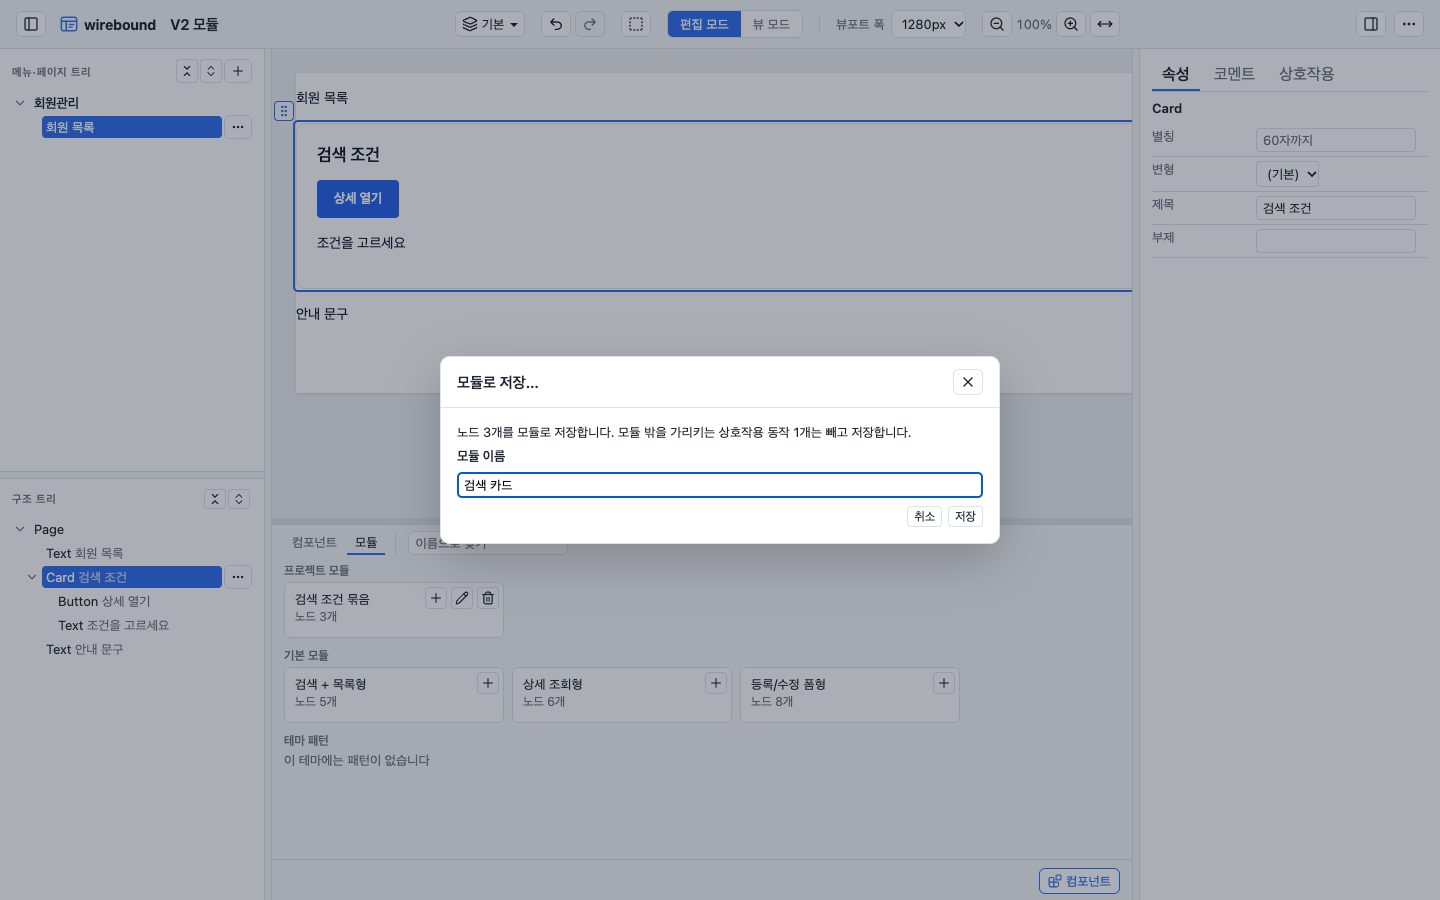 wirebound V2 모듈
기본
편집 모드 뷰 모드
뷰포트 폭 1280px
100%
메뉴·페이지 트리
회원관리
회원 목록
구조 트리
Page
Text 회원 목록
Card 검색 조건
Button 상세 열기
Text 조건을 고르세요
Text 안내 문구
회원 목록
검색 조건
상세 열기
조건을 고르세요
안내 문구
모듈로 저장...
노드 3개를 모듈로 저장합니다. 모듈 밖을 가리키는 상호작용 동작 1개는 빼고 저장합니다.
모듈 이름
검색 카드
취소 저장
컴포넌트 모듈 이름으로 찾기
프로젝트 모듈
검색 조건 묶음
노드 3개
기본 모듈
검색 + 목록형
노드 5개
상세 조회형
노드 6개
등록/수정 폼형
노드 8개
테마 패턴
이 테마에는 패턴이 없습니다
컴포넌트
속성 코멘트 상호작용
Card
별칭 60자까지
변형 (기본)
제목 검색 조건
부제